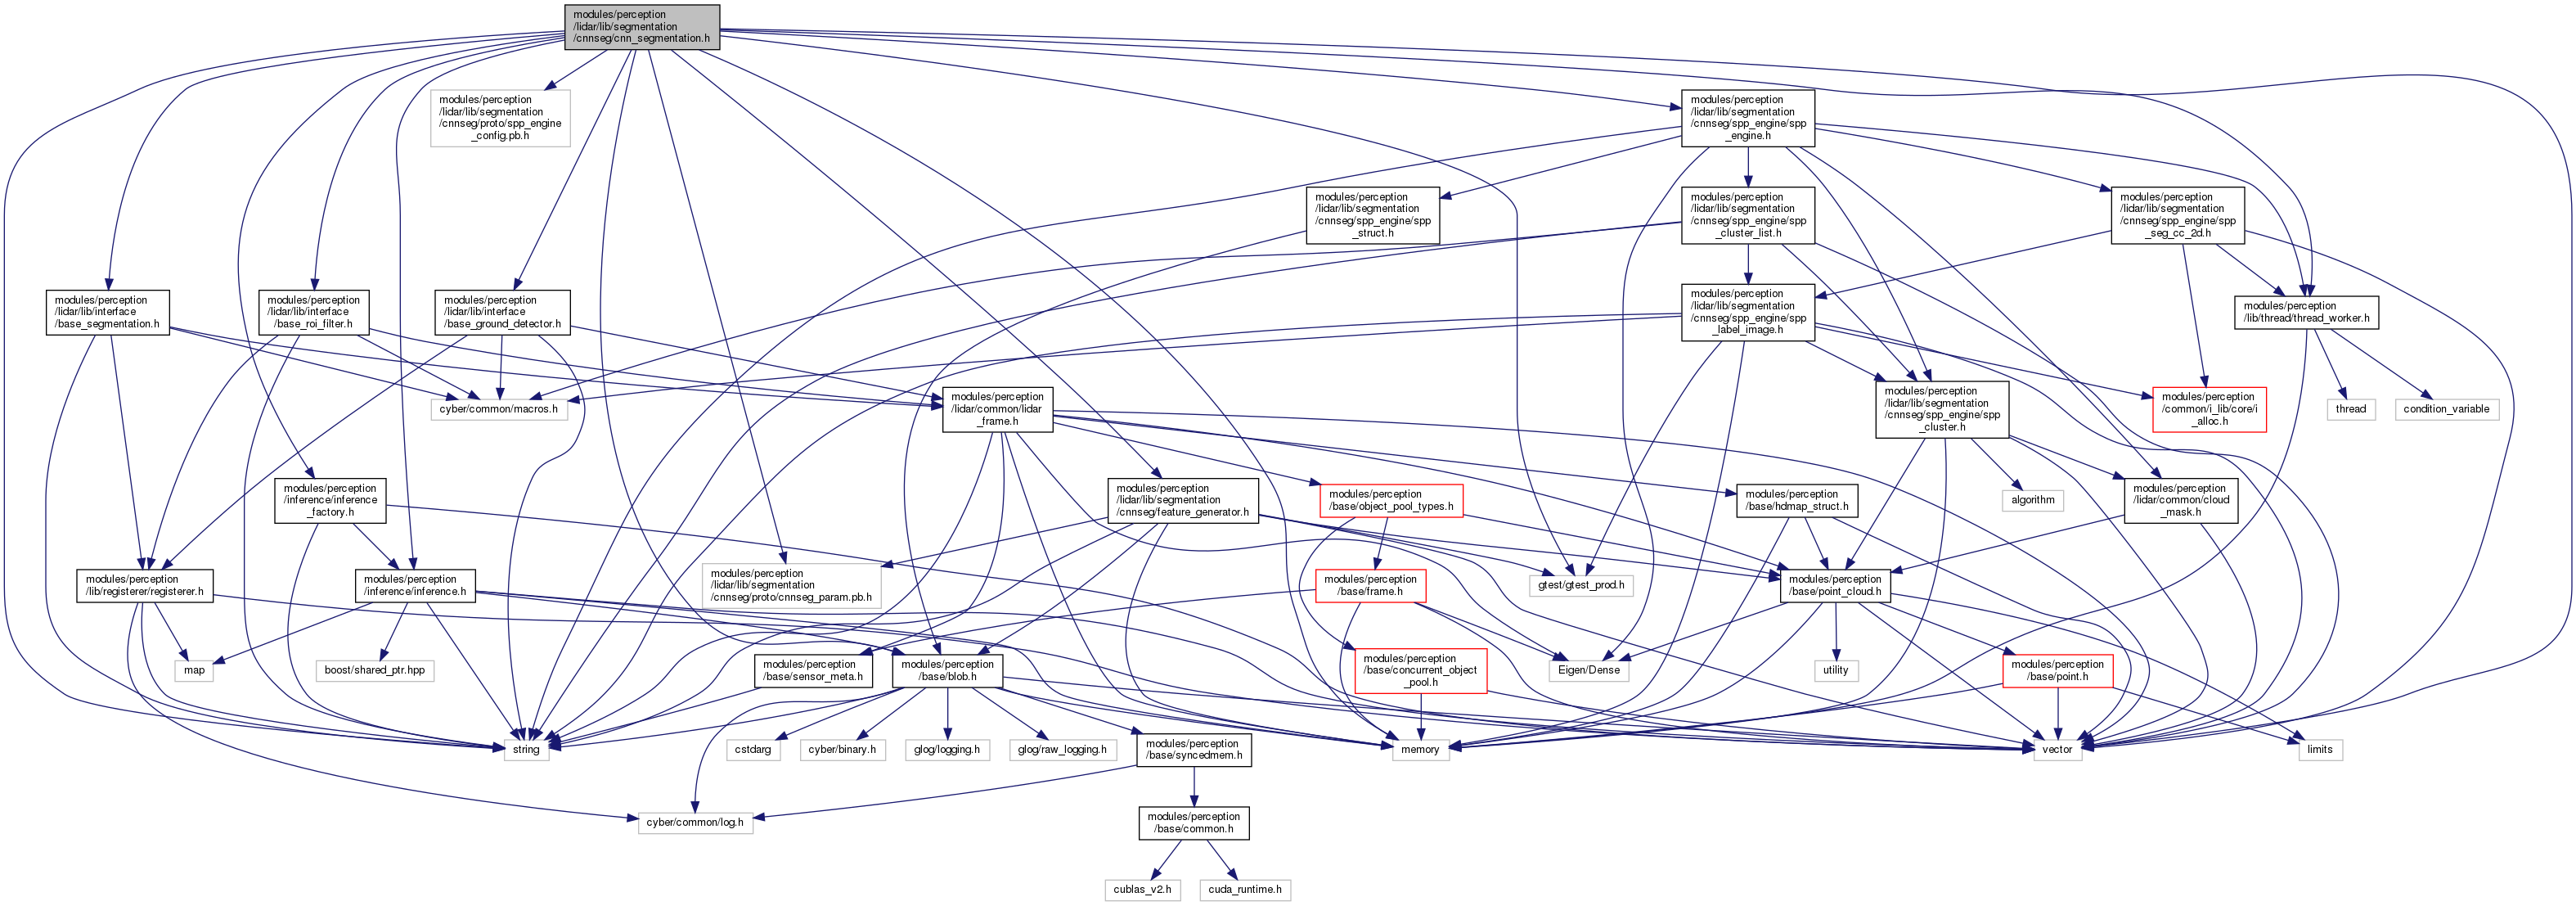 modules/perception
/lidar/lib/segmentation
/cnnseg/cnn_segmentation.h
modules/perception
/lidar/lib/segmentation
/cnnseg/proto/spp_engine
_config.pb.h
modules/perception
/lidar/lib/segmentation
/cnnseg/spp_engine/spp
_engine.h
modules/perception
/lidar/lib/segmentation
/cnnseg/spp_engine/spp
_struct.h
modules/perception
/lidar/lib/segmentation
/cnnseg/spp_engine/spp
_cluster_list.h
modules/perception
/lidar/lib/segmentation
/cnnseg/spp_engine/spp
_seg_cc_2d.h
modules/perception
/lidar/lib/interface
/base_segmentation.h
modules/perception
/lidar/lib/interface
/base_roi_filter.h
modules/perception
/lidar/lib/interface
/base_ground_detector.h
modules/perception
/lidar/lib/segmentation
/cnnseg/spp_engine/spp
_label_image.h
modules/perception
/lib/thread/thread_worker.h
cyber/common/macros.h
modules/perception
/lidar/common/lidar
_frame.h
modules/perception
/lidar/lib/segmentation
/cnnseg/spp_engine/spp
_cluster.h
modules/perception
/common/i_lib/core/i
_alloc.h
thread
condition_variable
modules/perception
/inference/inference
_factory.h
modules/perception
/lidar/lib/segmentation
/cnnseg/feature_generator.h
modules/perception
/base/object_pool_types.h
modules/perception
/base/hdmap_struct.h
algorithm
modules/perception
/lidar/common/cloud
_mask.h
modules/perception
/lib/registerer/registerer.h
modules/perception
/inference/inference.h
modules/perception
/lidar/lib/segmentation
/cnnseg/proto/cnnseg_param.pb.h
modules/perception
/base/frame.h
gtest/gtest_prod.h
modules/perception
/base/point_cloud.h
map
boost/shared_ptr.hpp
modules/perception
/base/sensor_meta.h
modules/perception
/base/blob.h
modules/perception
/base/concurrent_object
_pool.h
Eigen/Dense
utility
modules/perception
/base/point.h
string
cstdarg
cyber/binary.h
glog/logging.h
glog/raw_logging.h
modules/perception
/base/syncedmem.h
memory
vector
limits
cyber/common/log.h
modules/perception
/base/common.h
cublas_v2.h
cuda_runtime.h